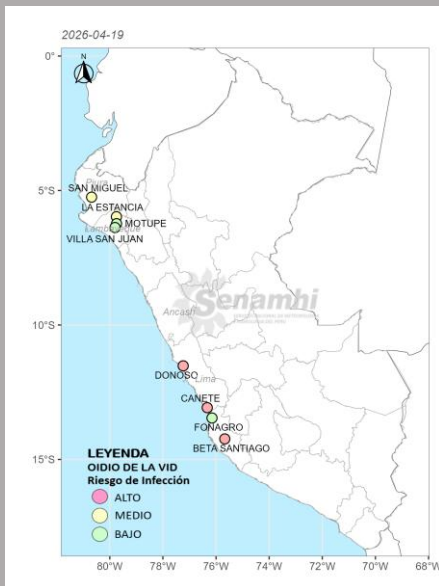 2026-04-19
N
0°
5°S
10°S
15°S
Piura
SAN MIGUEL
LA ESTANCIA
MOTUPE
VILLA SAN JUAN
Senamhi
Ancash
DONOSO
Lima
CANETE
FONAGRO
BETA SANTIAGO
LEYENDA
OIDIO DE LA VID
Riesgo de Infección
ALTO
MEDIO
BAJO
80°W 78°W 76°W 74°W 72°W 70°W 68°W